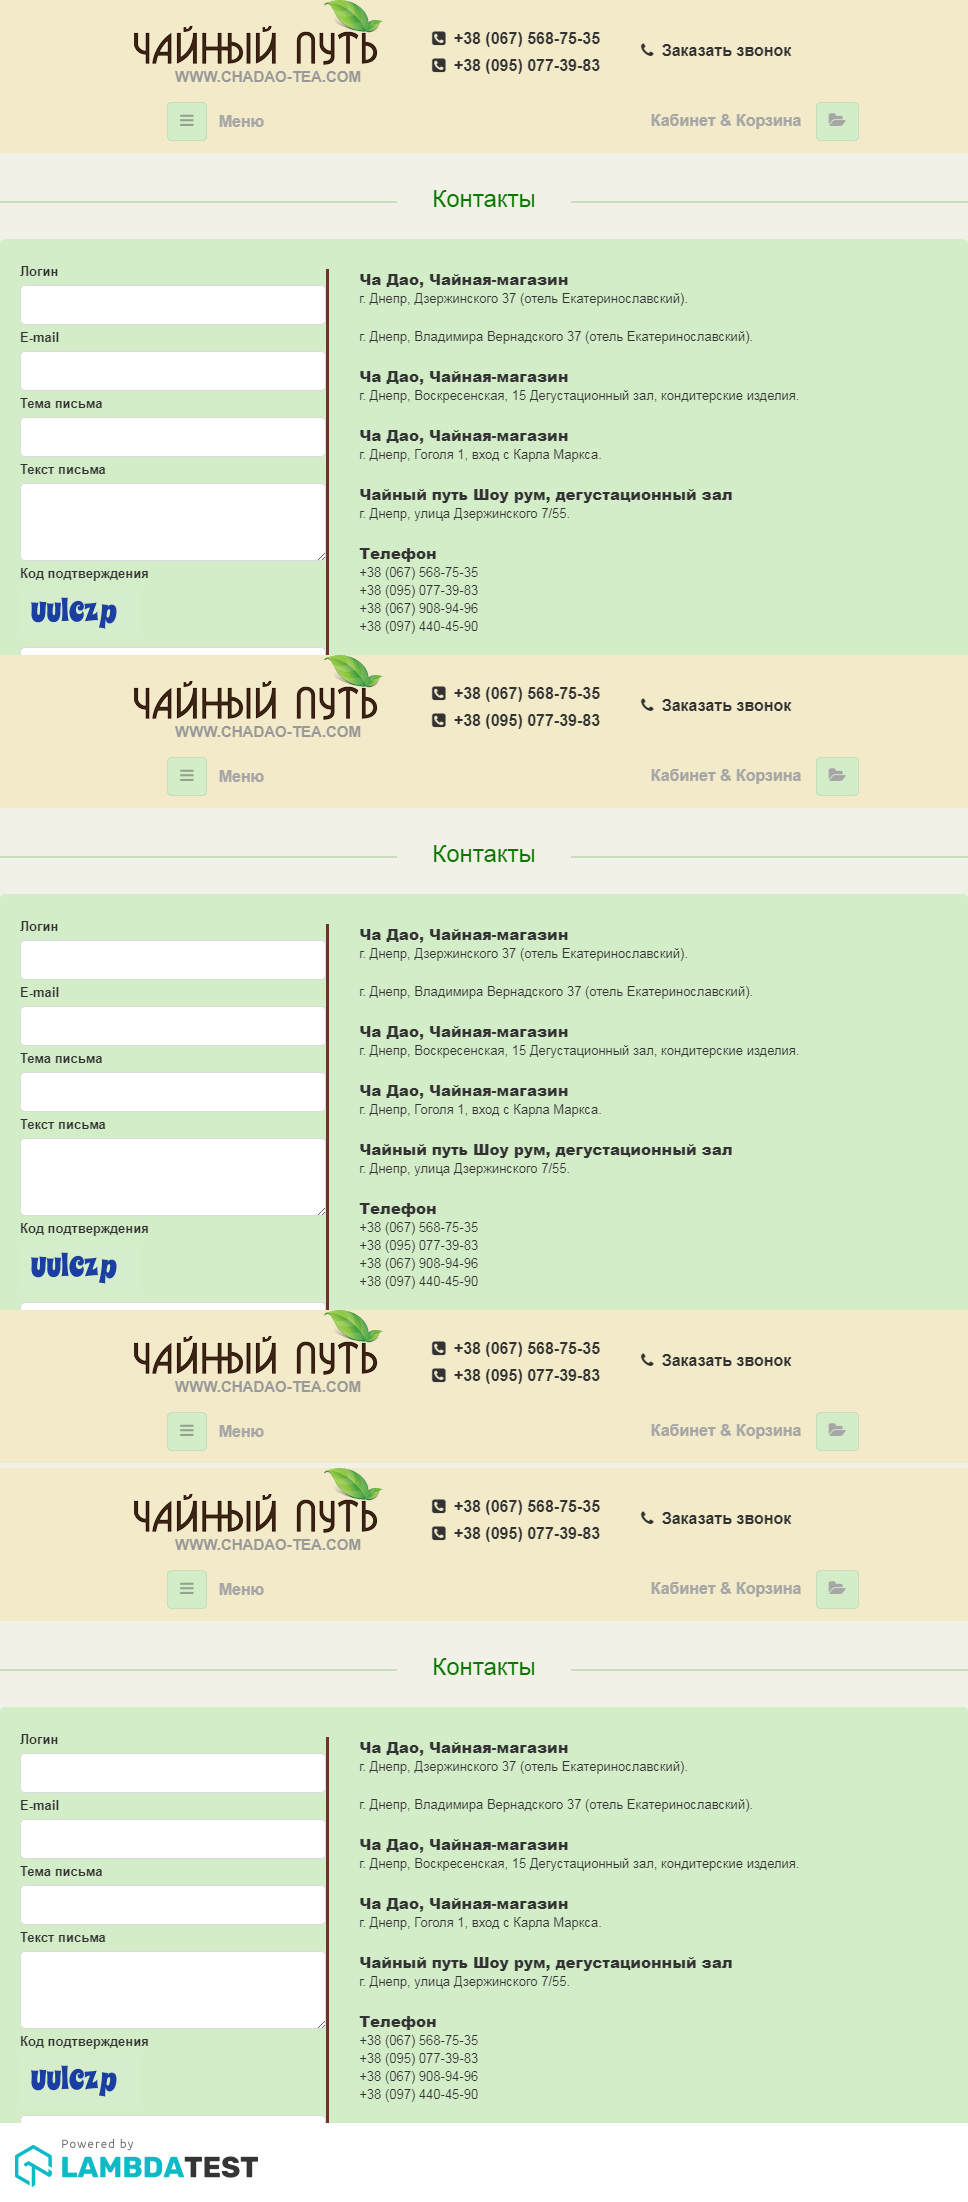 ЧАЙНЫЙ ПУТЬ
WWW.CHADAO-TEA.COM
+38 (067) 568-75-35
+38 (095) 077-39-83
Заказать звонок
Меню
Кабинет & Корзина
Контакты
Логин
E-mail
Тема письма
Текст письма
Код подтверждения
uulczp
Ча Дао, Чайная-магазин
г. Днепр, Дзержинского 37 (отель Екатеринославский).
г. Днепр, Владимира Вернадского 37 (отель Екатеринославский).
Ча Дао, Чайная-магазин
г. Днепр, Воскресенская, 15 Дегустационный зал, кондитерские изделия.
Ча Дао, Чайная-магазин
г. Днепр, Гоголя 1, вход с Карла Маркса.
Чайный путь Шоу рум, дегустационный зал
г. Днепр, улица Дзержинского 7/55.
Телефон
+38 (067) 568-75-35
+38 (095) 077-39-83
+38 (067) 908-94-96
+38 (097) 440-45-90
ЧАЙНЫЙ ПУТЬ
WWW.CHADAO-TEA.COM
+38 (067) 568-75-35
+38 (095) 077-39-83
Заказать звонок
Меню
Кабинет & Корзина
Контакты
Логин
E-mail
Тема письма
Текст письма
Код подтверждения
uulczp
Ча Дао, Чайная-магазин
г. Днепр, Дзержинского 37 (отель Екатеринославский).
г. Днепр, Владимира Вернадского 37 (отель Екатеринославский).
Ча Дао, Чайная-магазин
г. Днепр, Воскресенская, 15 Дегустационный зал, кондитерские изделия.
Ча Дао, Чайная-магазин
г. Днепр, Гоголя 1, вход с Карла Маркса.
Чайный путь Шоу рум, дегустационный зал
г. Днепр, улица Дзержинского 7/55.
Телефон
+38 (067) 568-75-35
+38 (095) 077-39-83
+38 (067) 908-94-96
+38 (097) 440-45-90
ЧАЙНЫЙ ПУТЬ
WWW.CHADAO-TEA.COM
+38 (067) 568-75-35
+38 (095) 077-39-83
Заказать звонок
Меню
Кабинет & Корзина
ЧАЙНЫЙ ПУТЬ
WWW.CHADAO-TEA.COM
+38 (067) 568-75-35
+38 (095) 077-39-83
Заказать звонок
Меню
Кабинет & Корзина
Контакты
Логин
E-mail
Тема письма
Текст письма
Код подтверждения
uulczp
Ча Дао, Чайная-магазин
г. Днепр, Дзержинского 37 (отель Екатеринославский).
г. Днепр, Владимира Вернадского 37 (отель Екатеринославский).
Ча Дао, Чайная-магазин
г. Днепр, Воскресенская, 15 Дегустационный зал, кондитерские изделия.
Ча Дао, Чайная-магазин
г. Днепр, Гоголя 1, вход с Карла Маркса.
Чайный путь Шоу рум, дегустационный зал
г. Днепр, улица Дзержинского 7/55.
Телефон
+38 (067) 568-75-35
+38 (095) 077-39-83
+38 (067) 908-94-96
+38 (097) 440-45-90
Powered by
LAMBDATEST